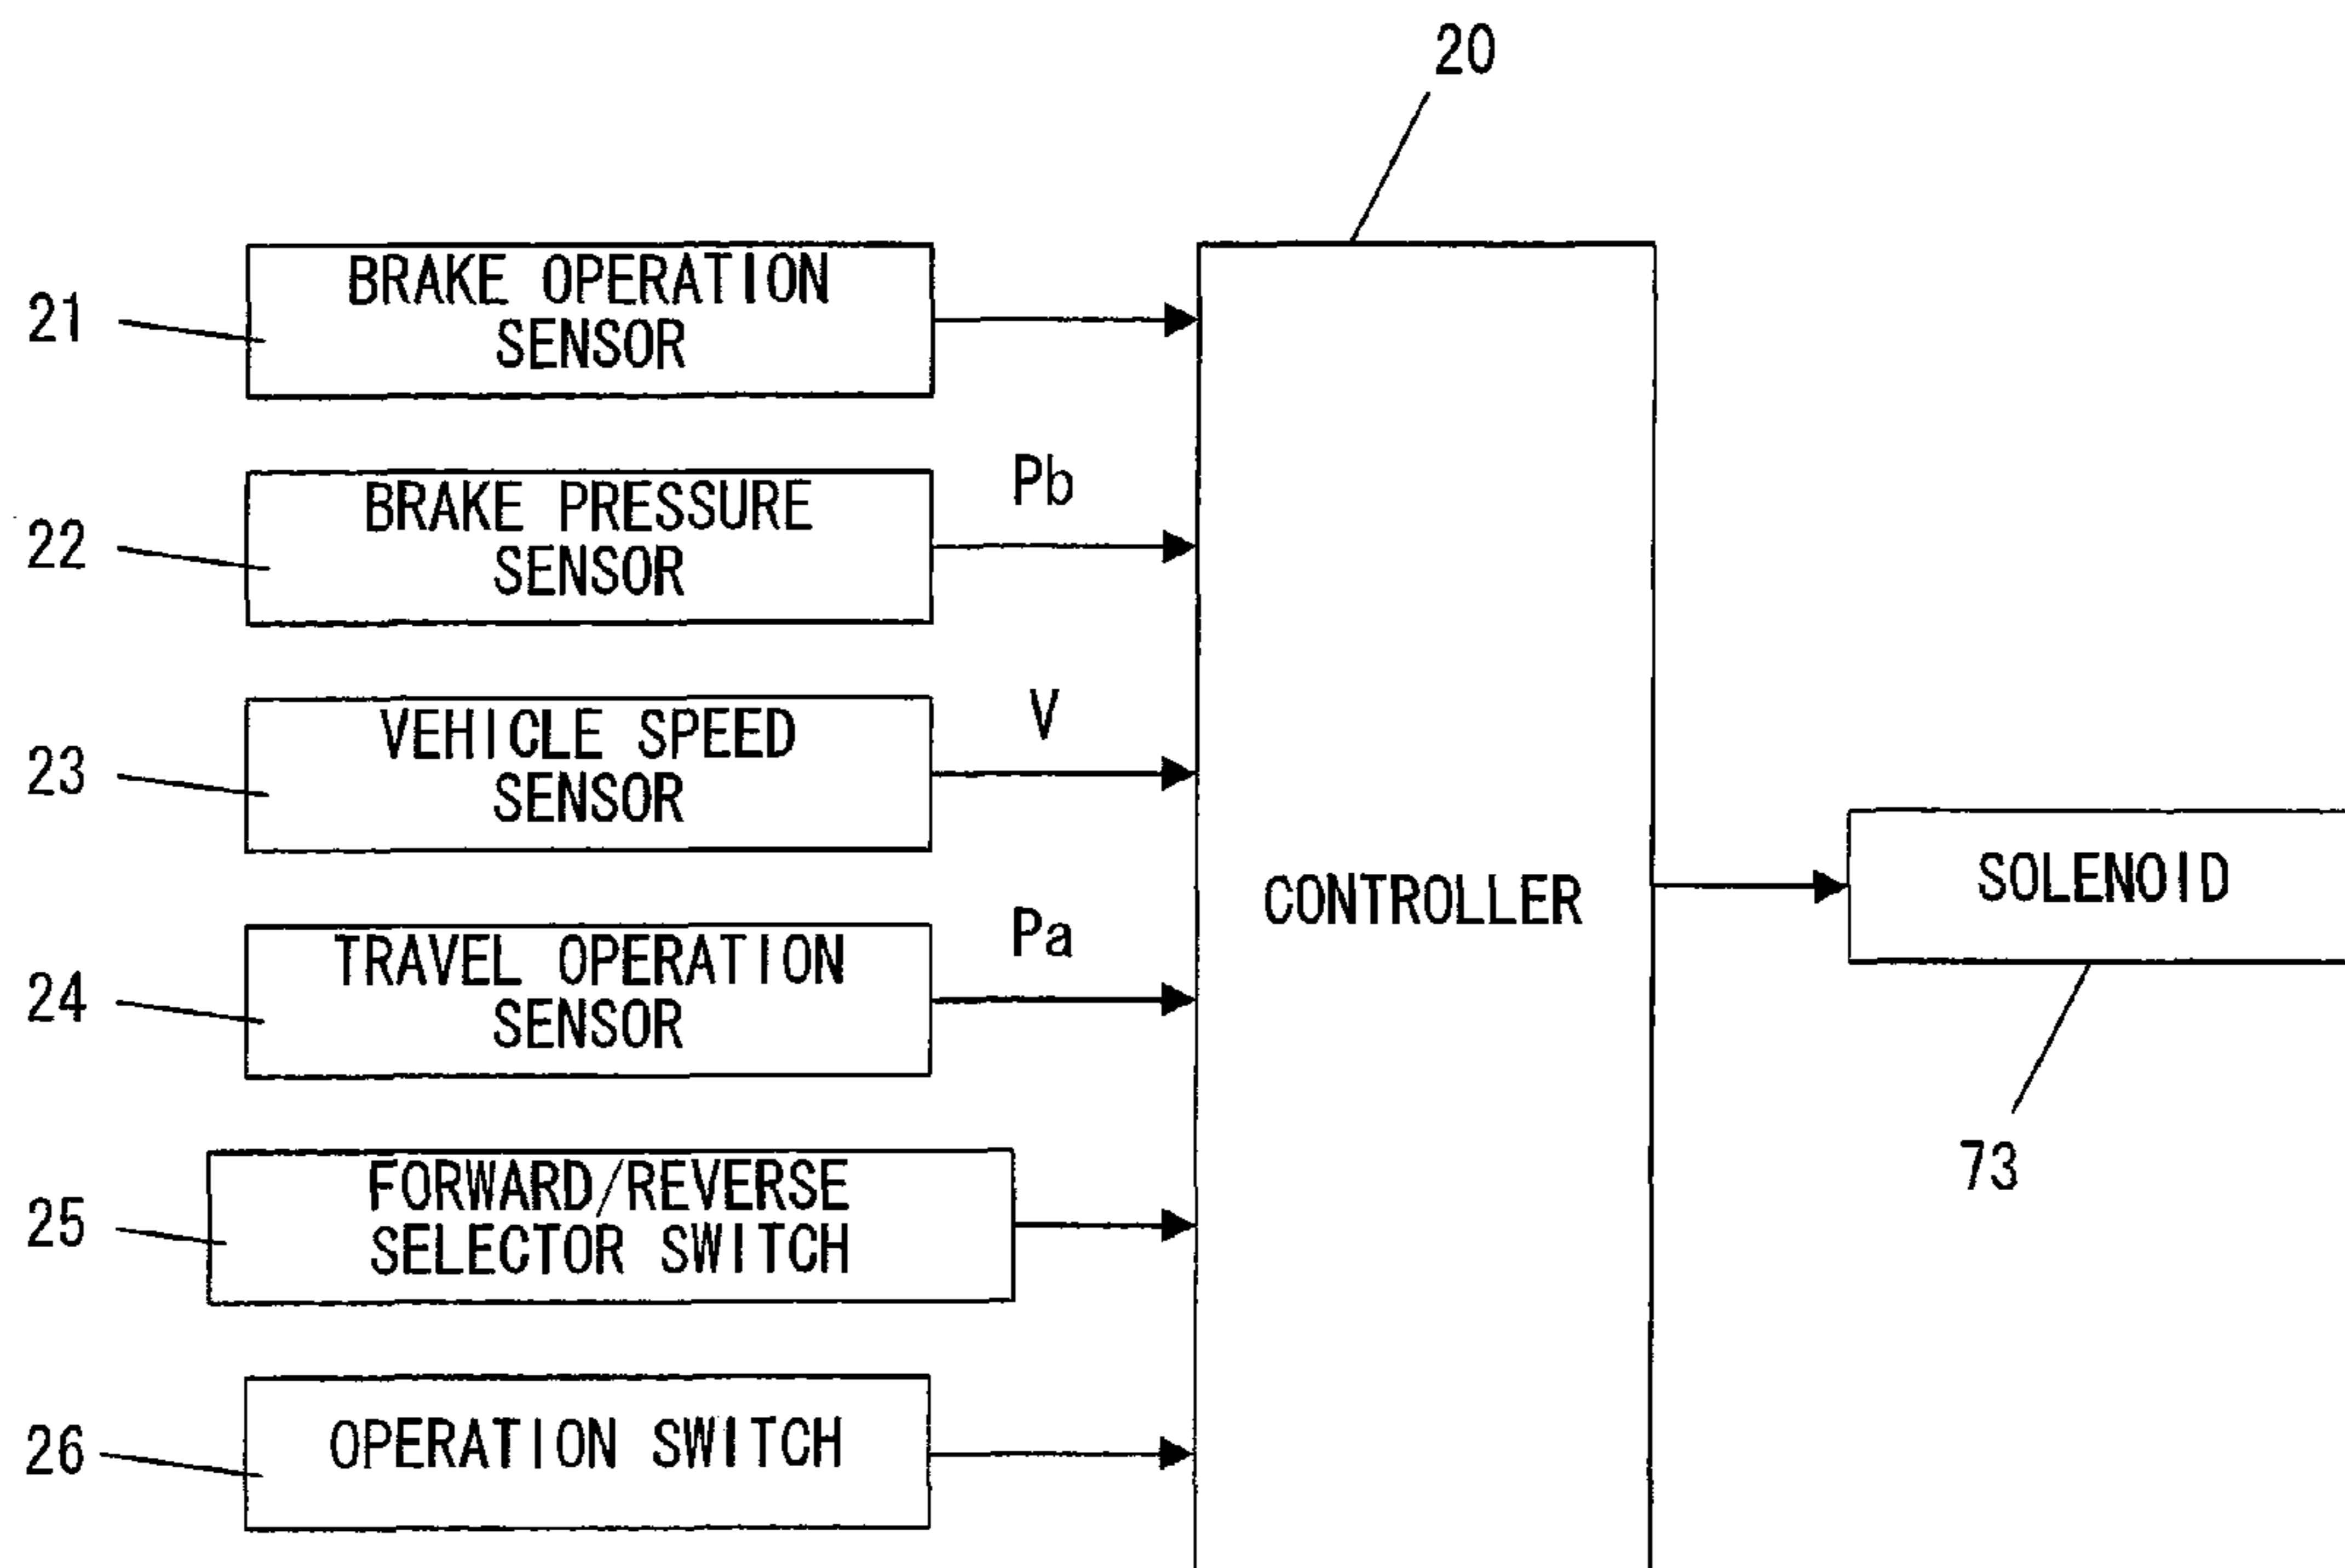 20
BRAKE OPERATION
SENSOR
21
Pb
BRAKE PRESSURE
SENSOR
22
V
VEHICLE SPEED
SENSOR
23
Pa
TRAVEL OPERATION
SENSOR
24
CONTROLLER
SOLENOID
73
FORWARD/REVERSE
SELECTOR SWITCH
25
OPERATION SWITCH
26